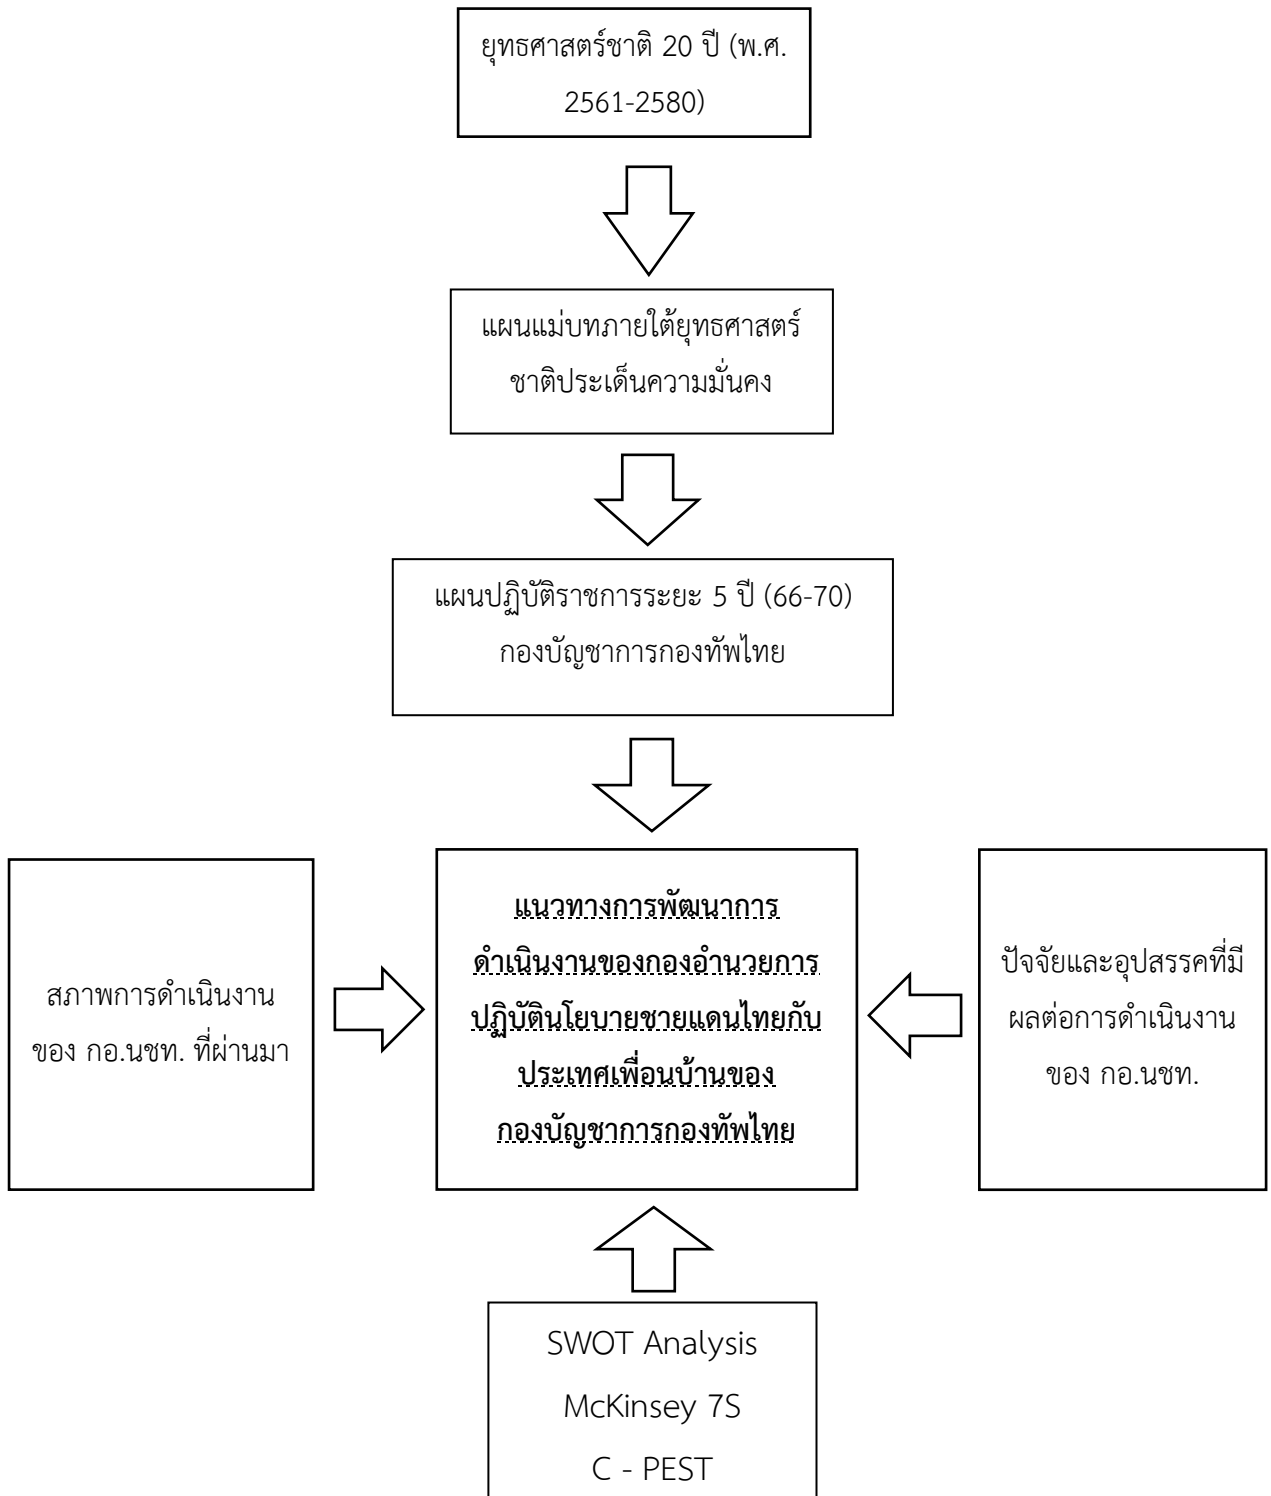 ยุทธศาสตร์ชาติ 20 ปี (พ.ศ.
2561-2580)
แผนแม่บทภายใต้ยุทธศาสตร์
ชาติประเด็นความมั่นคง
แผนปฏิบัติราชการระยะ 5 ปี (66-70)
กองบัญชาการกองทัพไทย
สภาพการดำเนินงาน
ของ กอ.นชท. ที่ผ่านมา
แนวทางการพัฒนาการ
ดำเนินงานของกองอำนวยการ
ปฏิบัตินโยบายชายแดนไทยกับ
ประเทศเพื่อนบ้านของ
กองบัญชาการกองทัพไทย
ปัจจัยและอุปสรรคที่มี
ผลต่อการดำเนินงาน
ของ กอ.นชท.
SWOT Analysis
McKinsey 7S
C - PEST